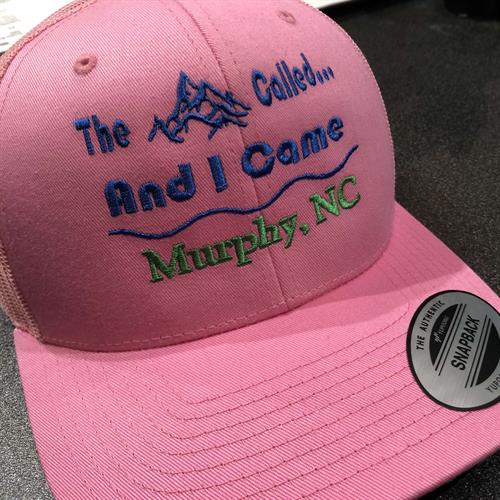 The Called...
And I Came
Murphy, NC
THE AUTHENTIC
SNAPBACK